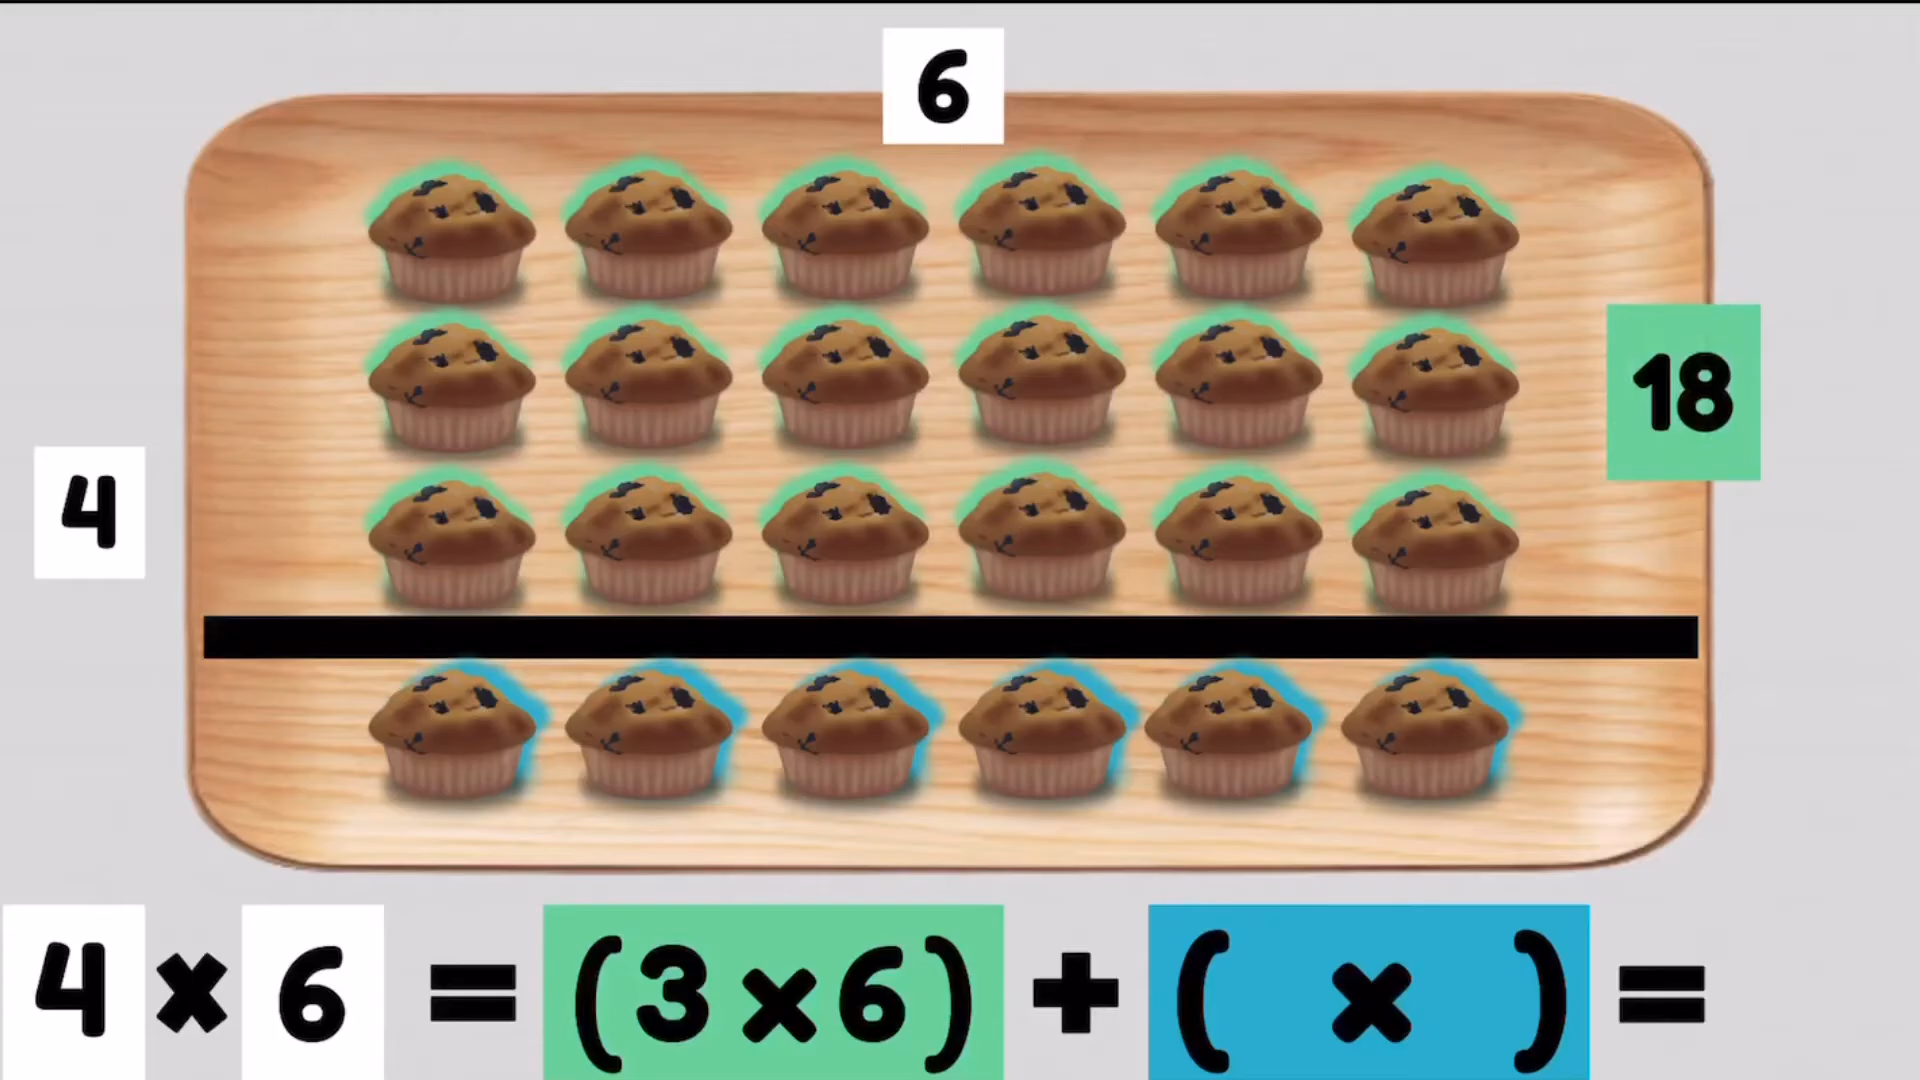 6
18
4
4 × 6 = (3 × 6) + ( × ) =